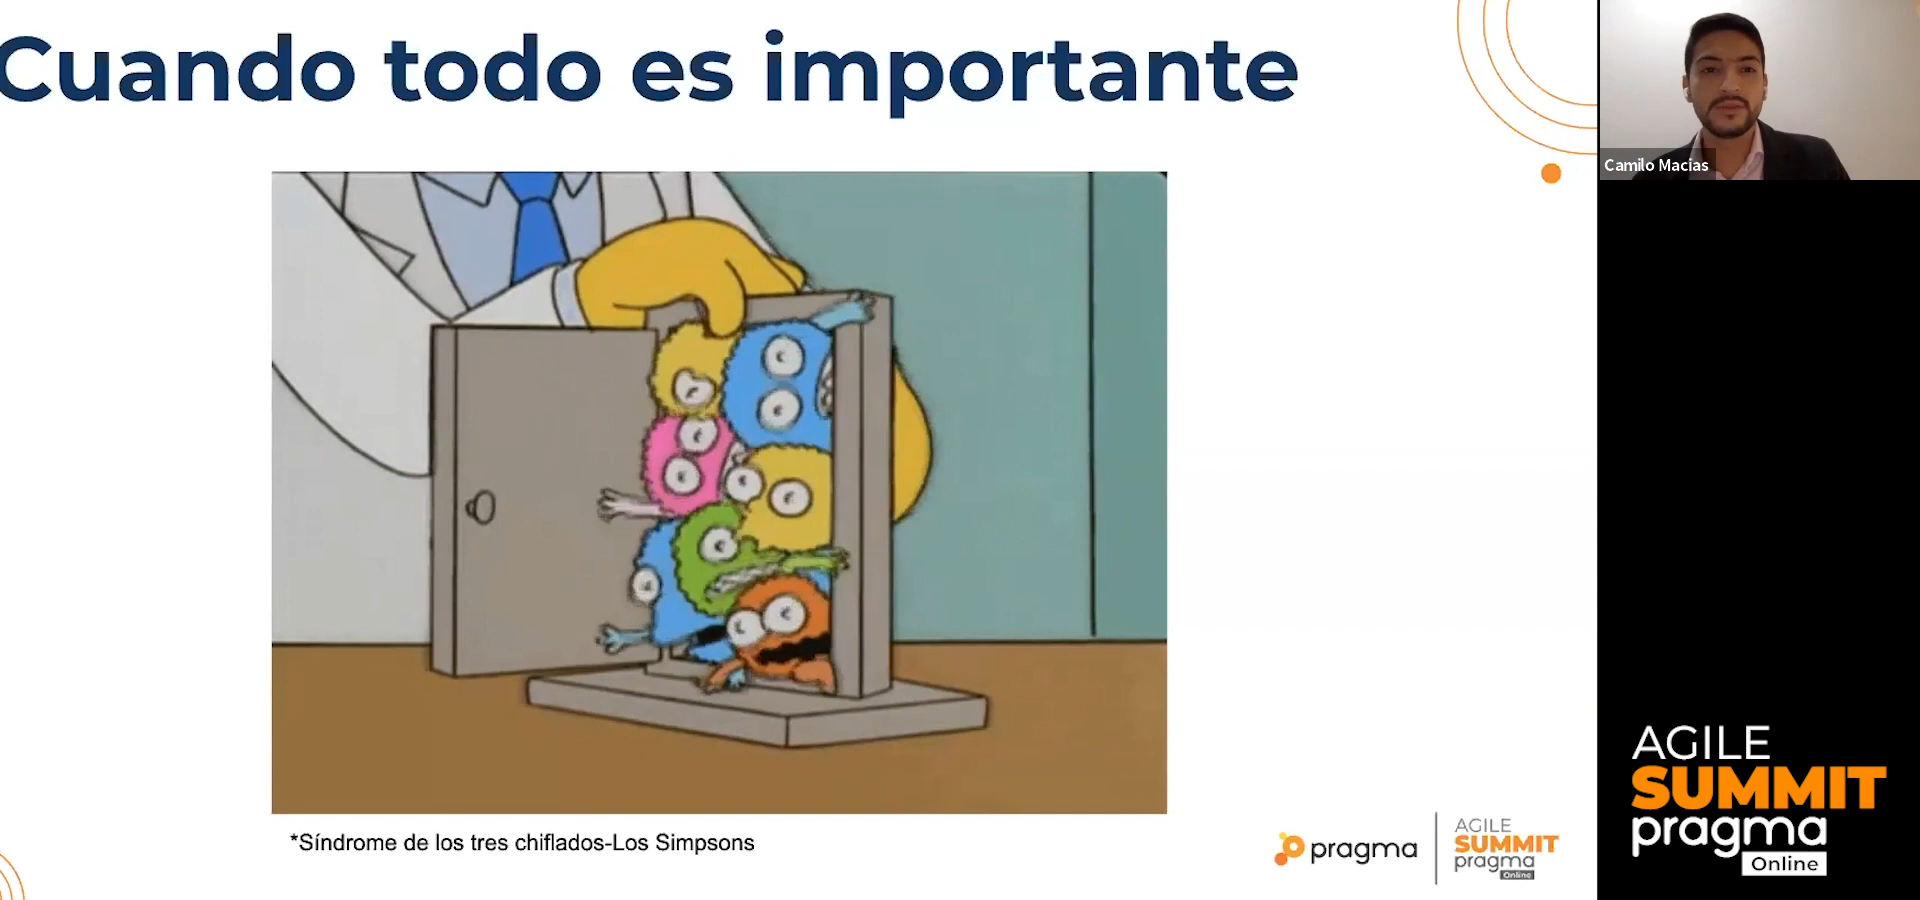 Cuando todo es importante
Camilo Macias
*Síndrome de los tres chiflados-Los Simpsons
pragma
AGILE
SUMMIT
pragma
Online
AGILE
SUMMIT
pragma
Online